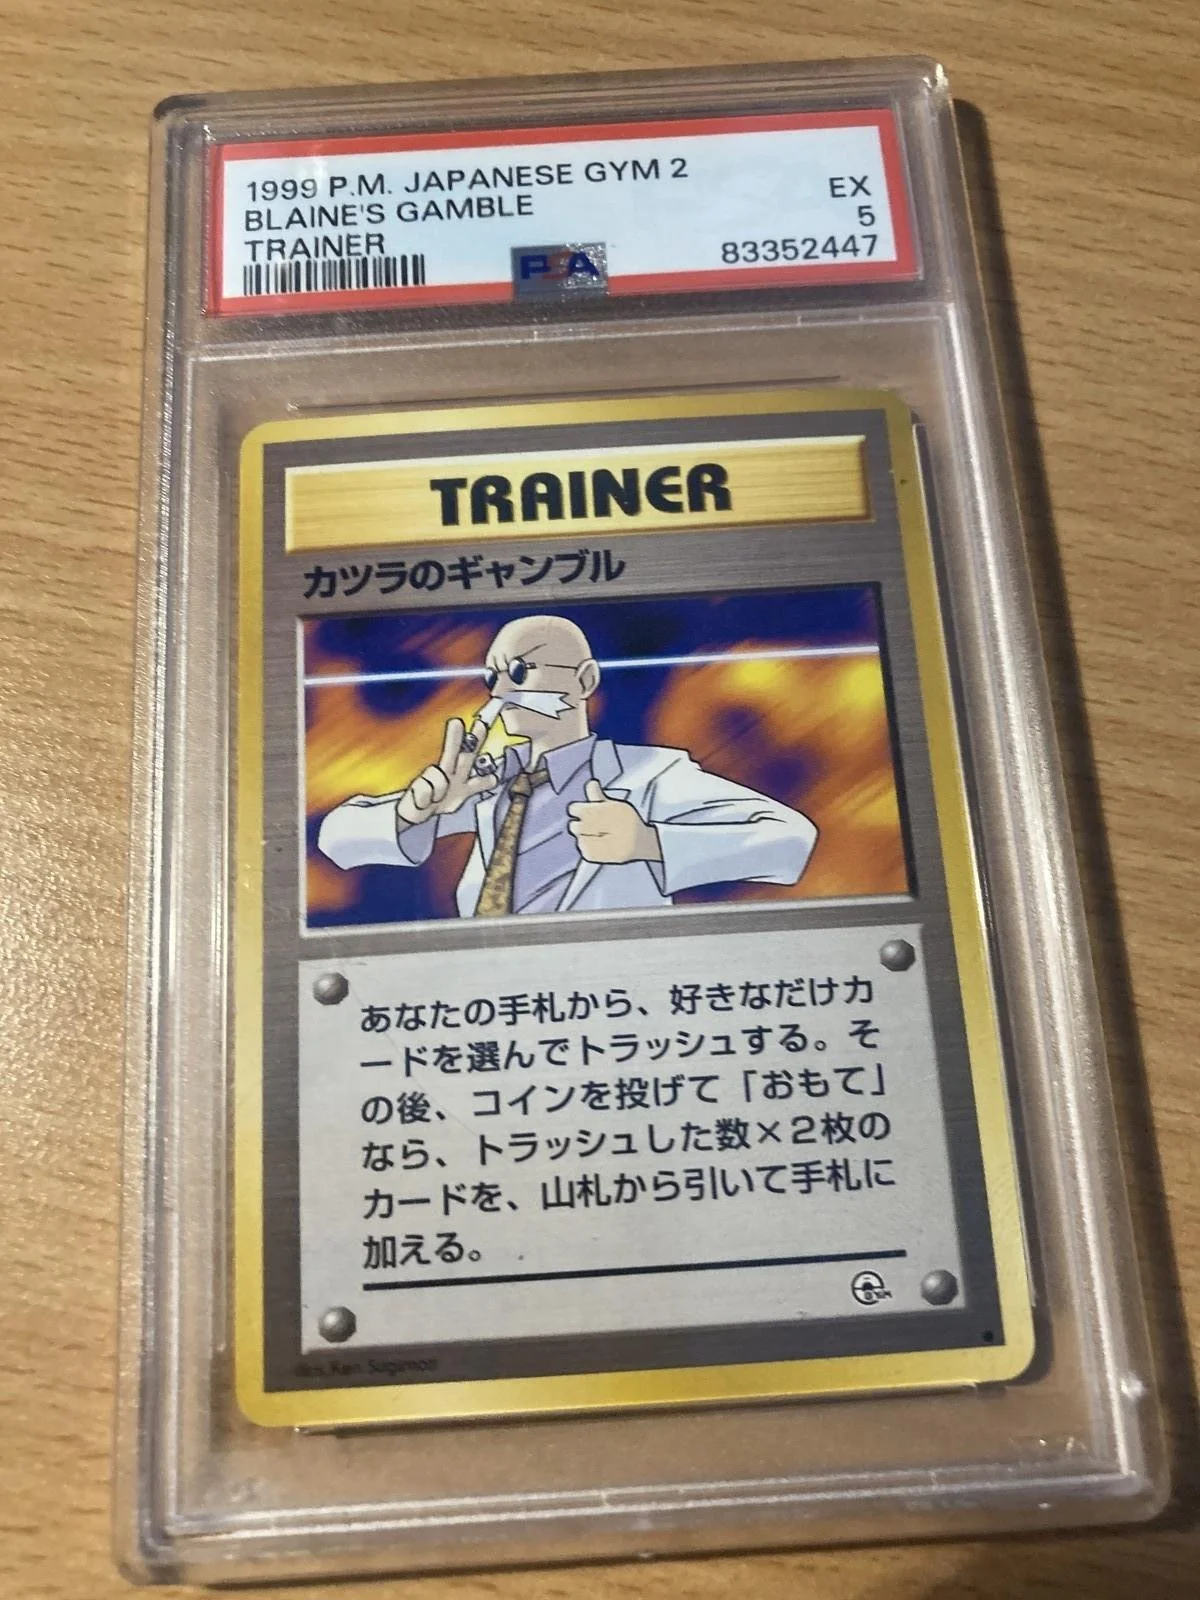 1999 P.M. JAPANESE GYM 2
BLAINE'S GAMBLE
TRAINER
EX
5
83352447
PSA
TRAINER
カツラのギャンブル
あなたの手札から、好きなだけカ
ードを選んでトラッシュする。そ
の後、コインを投げて「おもて」
なら、トラッシュした数×2枚の
カードを、山札から引いて手札に
加える。
GYM
Illus. Ken Sugimori